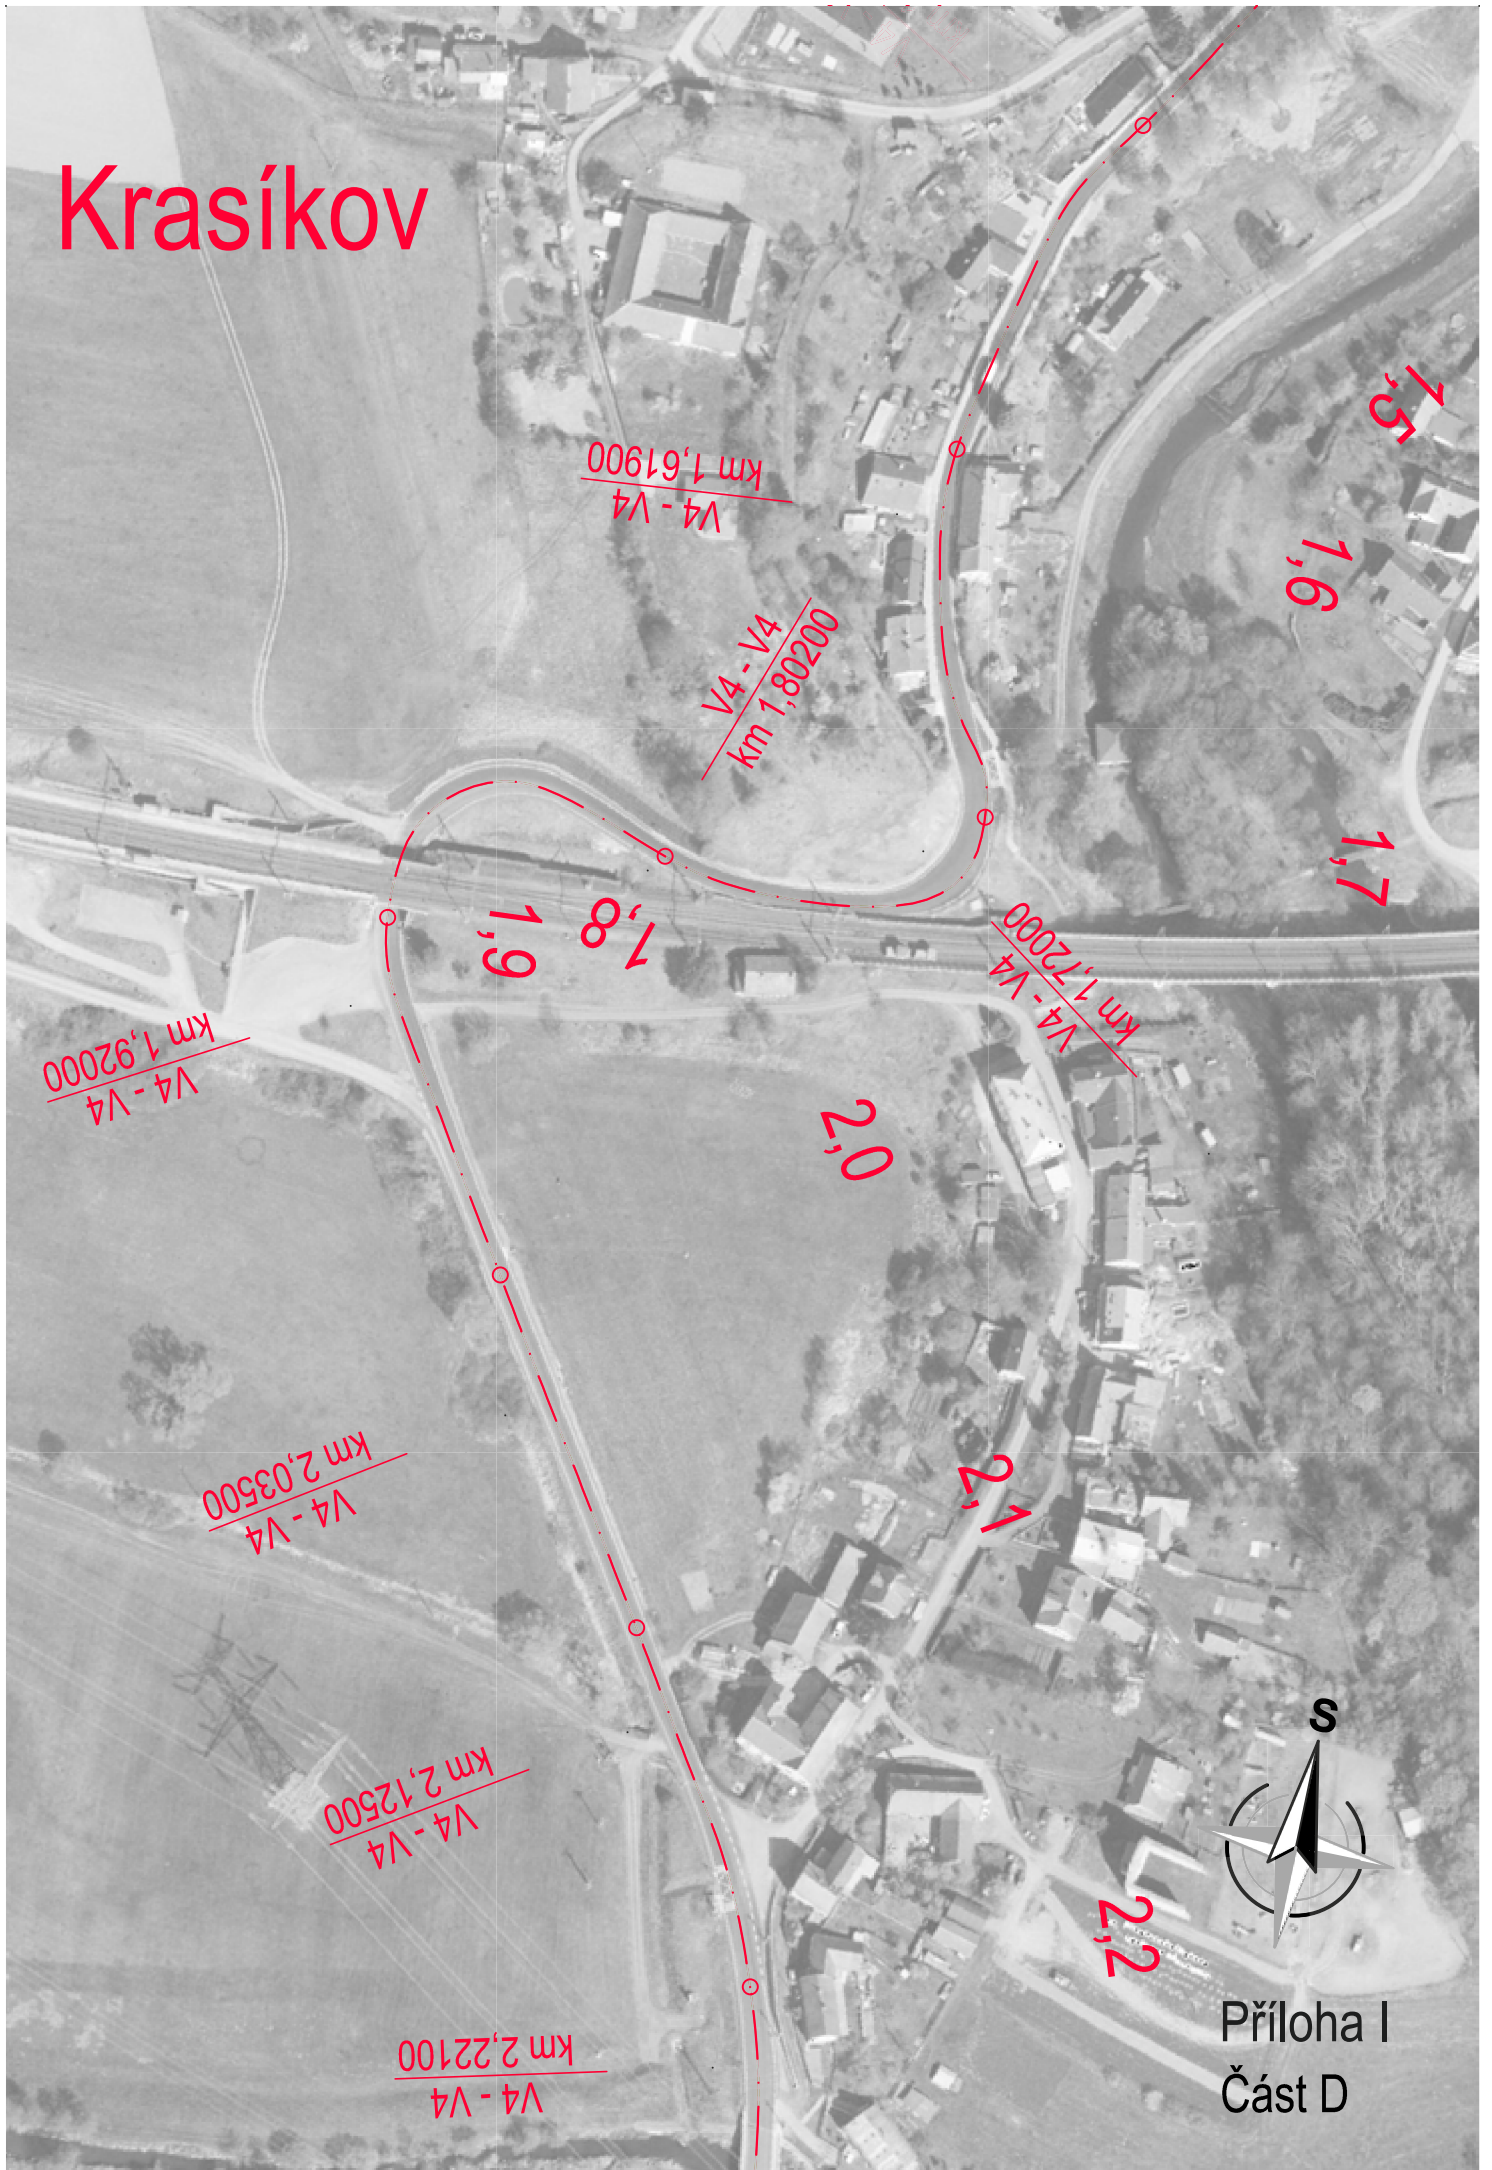 Krasíkov
1,5
V4 - V4
km 1,61900
1,6
V4 - V4
km 1,80200
1,7
1,8
1,9
V4 - V4
km 1,72000
V4 - V4
km 1,92000
2,0
V4 - V4
km 2,03500
2,1
V4 - V4
km 2,12500
S
2,2
Příloha I
Část D
V4 - V4
km 2,22100